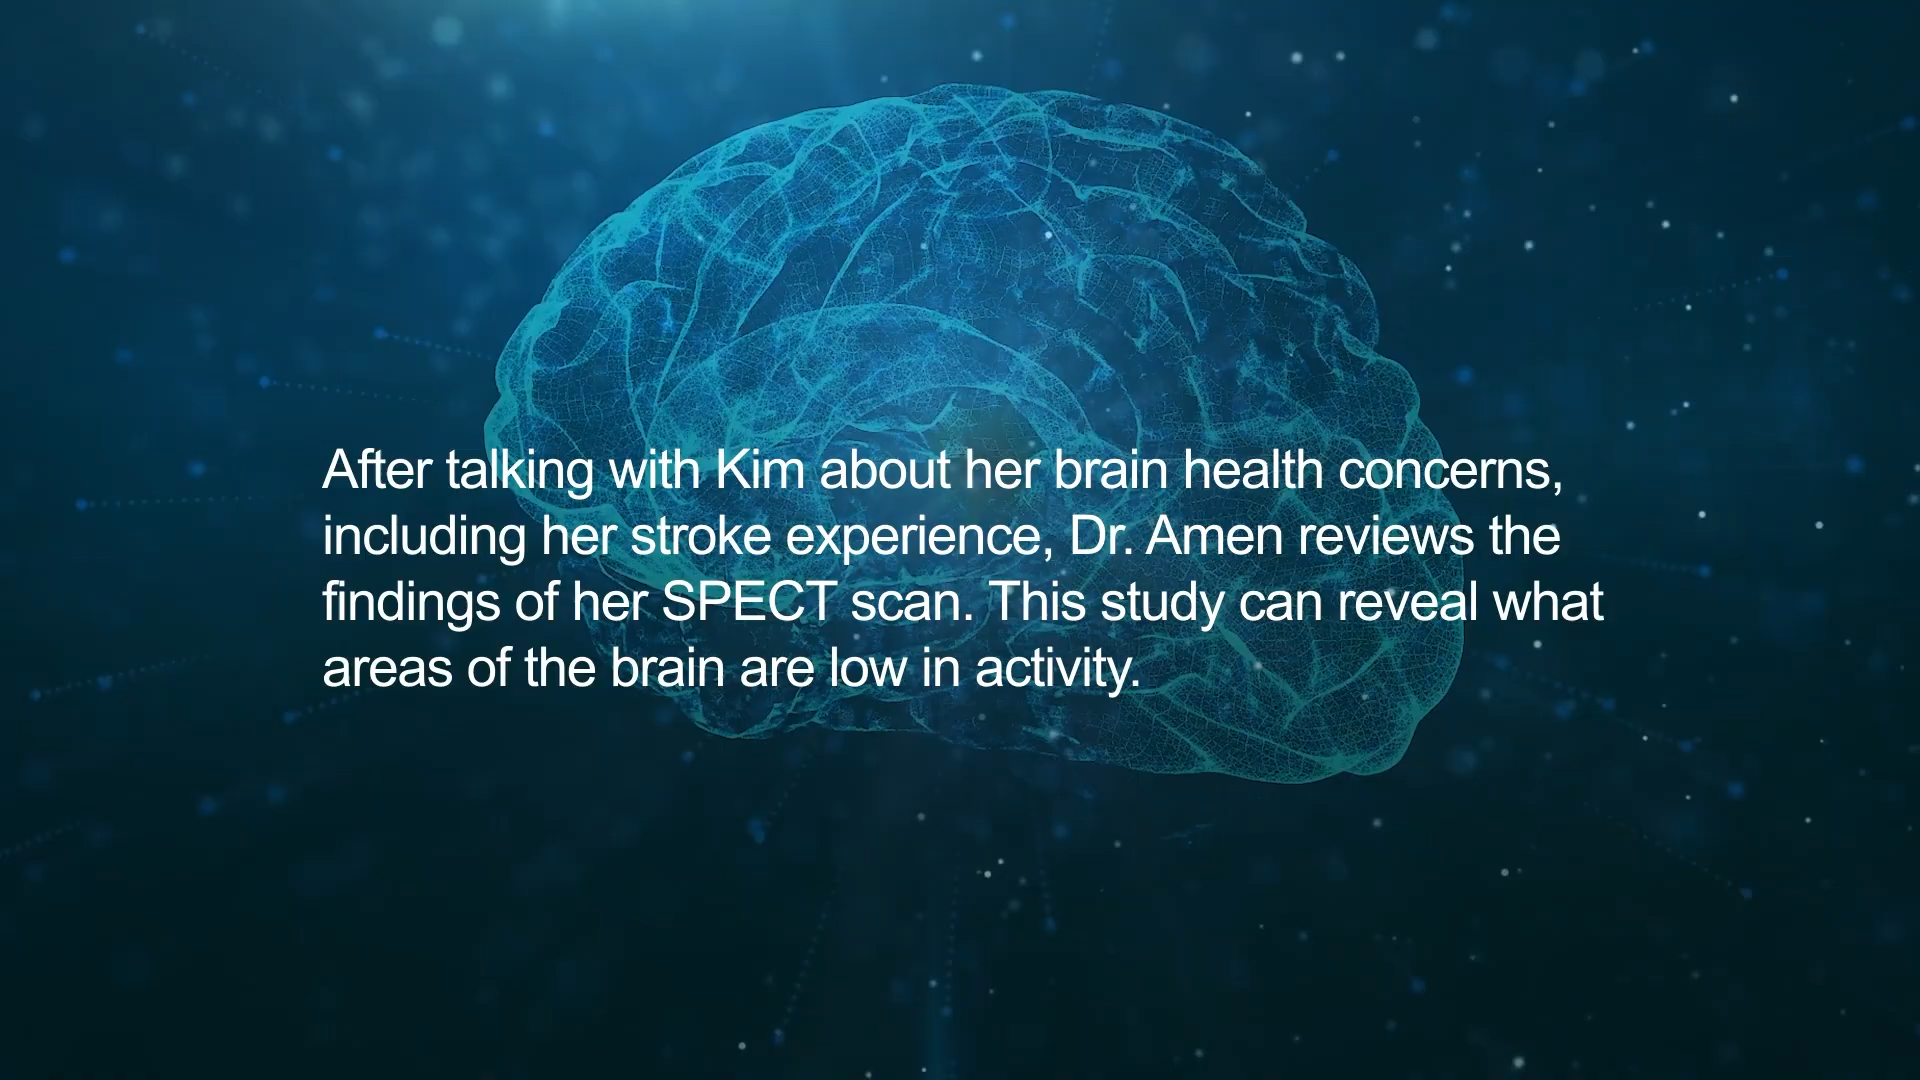 After talking with Kim about her brain health concerns,
including her stroke experience, Dr. Amen reviews the
findings of her SPECT scan. This study can reveal what
areas of the brain are low in activity.